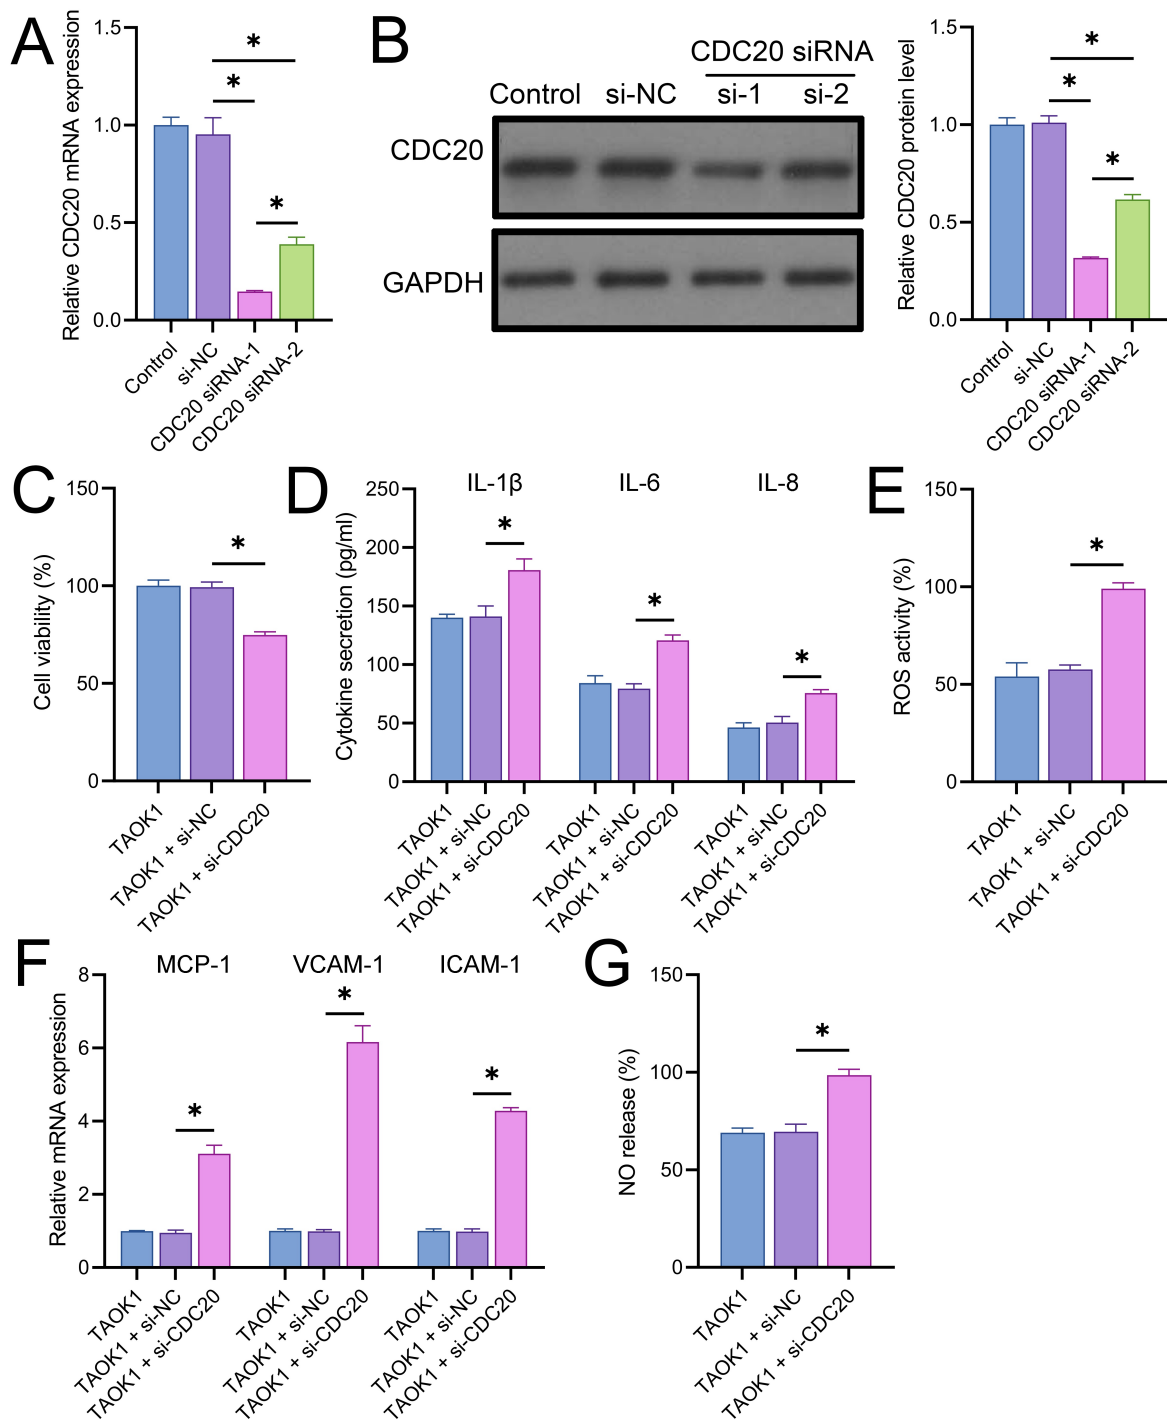 A
Relative CDC20 mRNA expression
1.5
1.0
0.5
0.0
*
*
*
Control
si-NC
CDC20 siRNA-1
CDC20 siRNA-2
B
CDC20 siRNA
Control si-NC si-1 si-2
CDC20
GAPDH
Relative CDC20 protein level
1.5
1.0
0.5
0.0
*
*
*
Control
si-NC
CDC20 siRNA-1
CDC20 siRNA-2
C
Cell viability (%)
150
100
50
0
*
TAOK1
TAOK1 + si-NC
TAOK1 + si-CDC20
D
Cytokine secretion (pg/ml)
250
200
150
100
50
0
IL-1β IL-6 IL-8
*
*
*
TAOK1
TAOK1 + si-NC
TAOK1 + si-CDC20
TAOK1
TAOK1 + si-NC
TAOK1 + si-CDC20
TAOK1
TAOK1 + si-NC
TAOK1 + si-CDC20
E
ROS activity (%)
150
100
50
0
*
TAOK1
TAOK1 + si-NC
TAOK1 + si-CDC20
F
Relative mRNA expression
8
6
4
2
0
MCP-1 VCAM-1 ICAM-1
*
*
*
TAOK1
TAOK1 + si-NC
TAOK1 + si-CDC20
TAOK1
TAOK1 + si-NC
TAOK1 + si-CDC20
TAOK1
TAOK1 + si-NC
TAOK1 + si-CDC20
G
NO release (%)
150
100
50
0
*
TAOK1
TAOK1 + si-NC
TAOK1 + si-CDC20